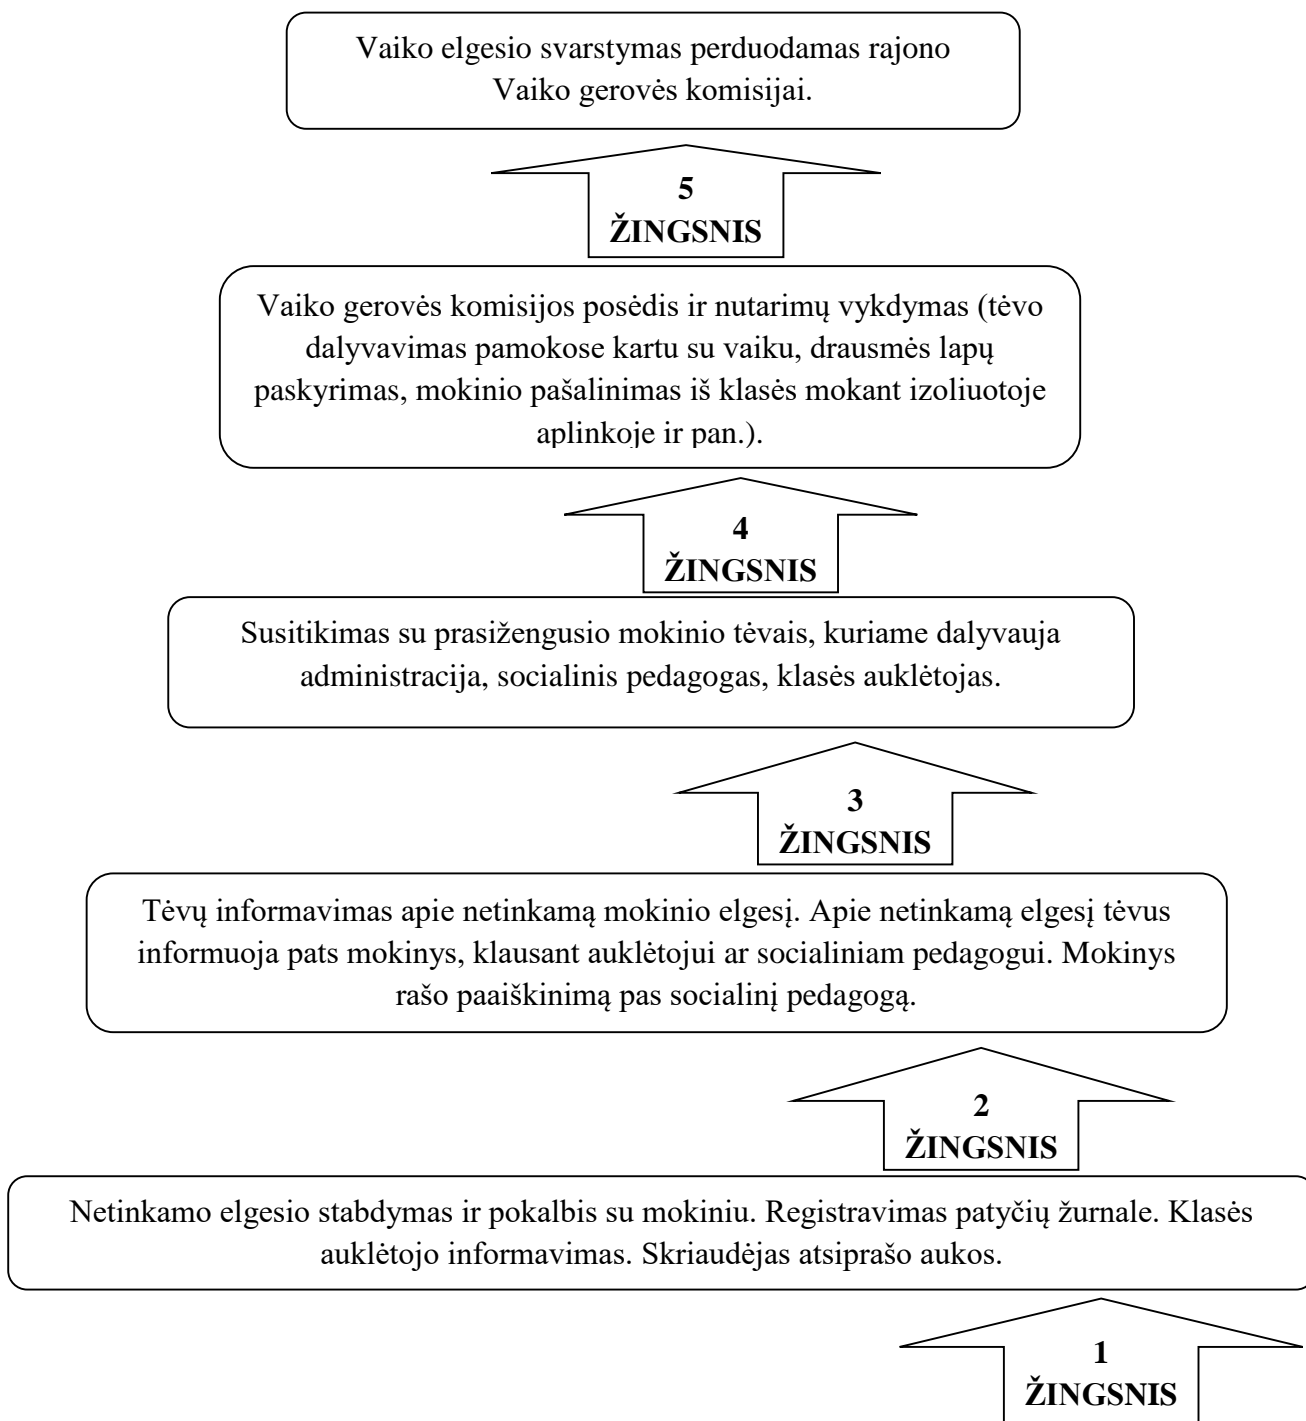 Vaiko elgesio svarstymas perduodamas rajono
Vaiko gerovės komisijai.
5
ŽINGSNIS
Vaiko gerovės komisijos posėdis ir nutarimų vykdymas (tėvo
dalyvavimas pamokose kartu su vaiku, drausmės lapų
paskyrimas, mokinio pašalinimas iš klasės mokant izoliuotoje
aplinkoje ir pan.).
4
ŽINGSNIS
Susitikimas su prasižengusio mokinio tėvais, kuriame dalyvauja
administracija, socialinis pedagogas, klasės auklėtojas.
3
ŽINGSNIS
Tėvų informavimas apie netinkamą mokinio elgesį. Apie netinkamą elgesį tėvus
informuoja pats mokinys, klausant auklėtojui ar socialiniam pedagogui. Mokinys
rašo paaiškinimą pas socialinį pedagogą.
2
ŽINGSNIS
Netinkamo elgesio stabdymas ir pokalbis su mokiniu. Registravimas patyčių žurnale. Klasės
auklėtojo informavimas. Skriaudėjas atsiprašo aukos.
1
ŽINGSNIS